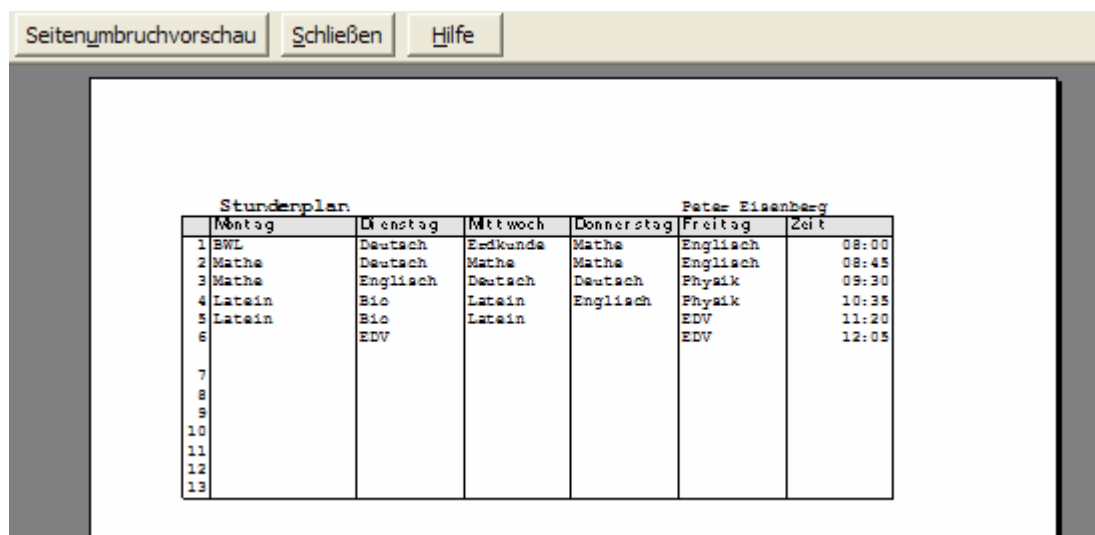 Seitenumbruchvorschau Schließen Hilfe
Stundenplan Peter Eisenberg
Montag Dienstag Mittwoch Donnerstag Freitag Zeit
1 BWL Deutsch Erdkunde Mathe Englisch 08:00
2 Mathe Deutsch Mathe Mathe Englisch 08:45
3 Mathe Englisch Deutsch Deutsch Physik 09:30
4 Latein Bio Latein Englisch Physik 10:35
5 Latein Bio Latein EDV 11:20
6 EDV EDV 12:05
7
8
9
10
11
12
13